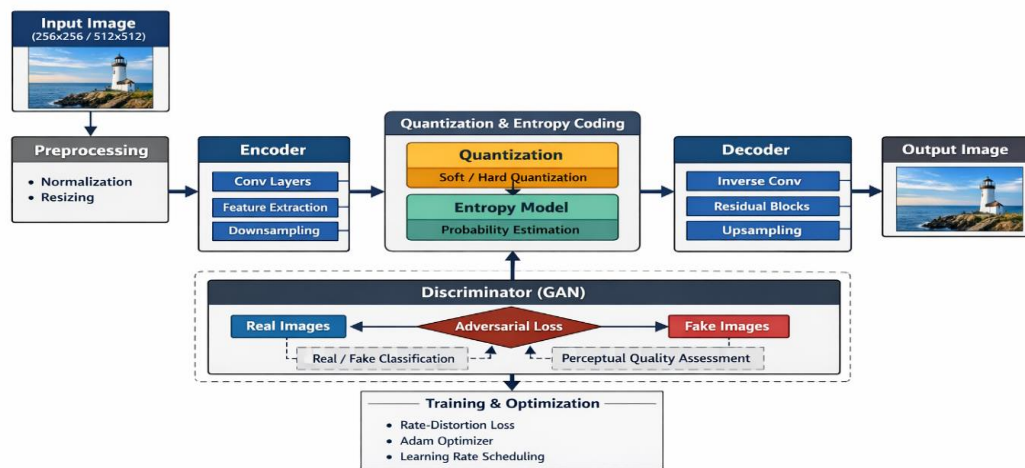 Input Image
(256x256 / 512x512)
Preprocessing
• Normalization
• Resizing
Encoder
Conv Layers
Feature Extraction
Downsampling
Quantization & Entropy Coding
Quantization
Soft / Hard Quantization
Entropy Model
Probability Estimation
Decoder
Inverse Conv
Residual Blocks
Upsampling
Output Image
Discriminator (GAN)
Real Images
Adversarial Loss
Fake Images
Real / Fake Classification
Perceptual Quality Assessment
Training & Optimization
• Rate-Distortion Loss
• Adam Optimizer
• Learning Rate Scheduling